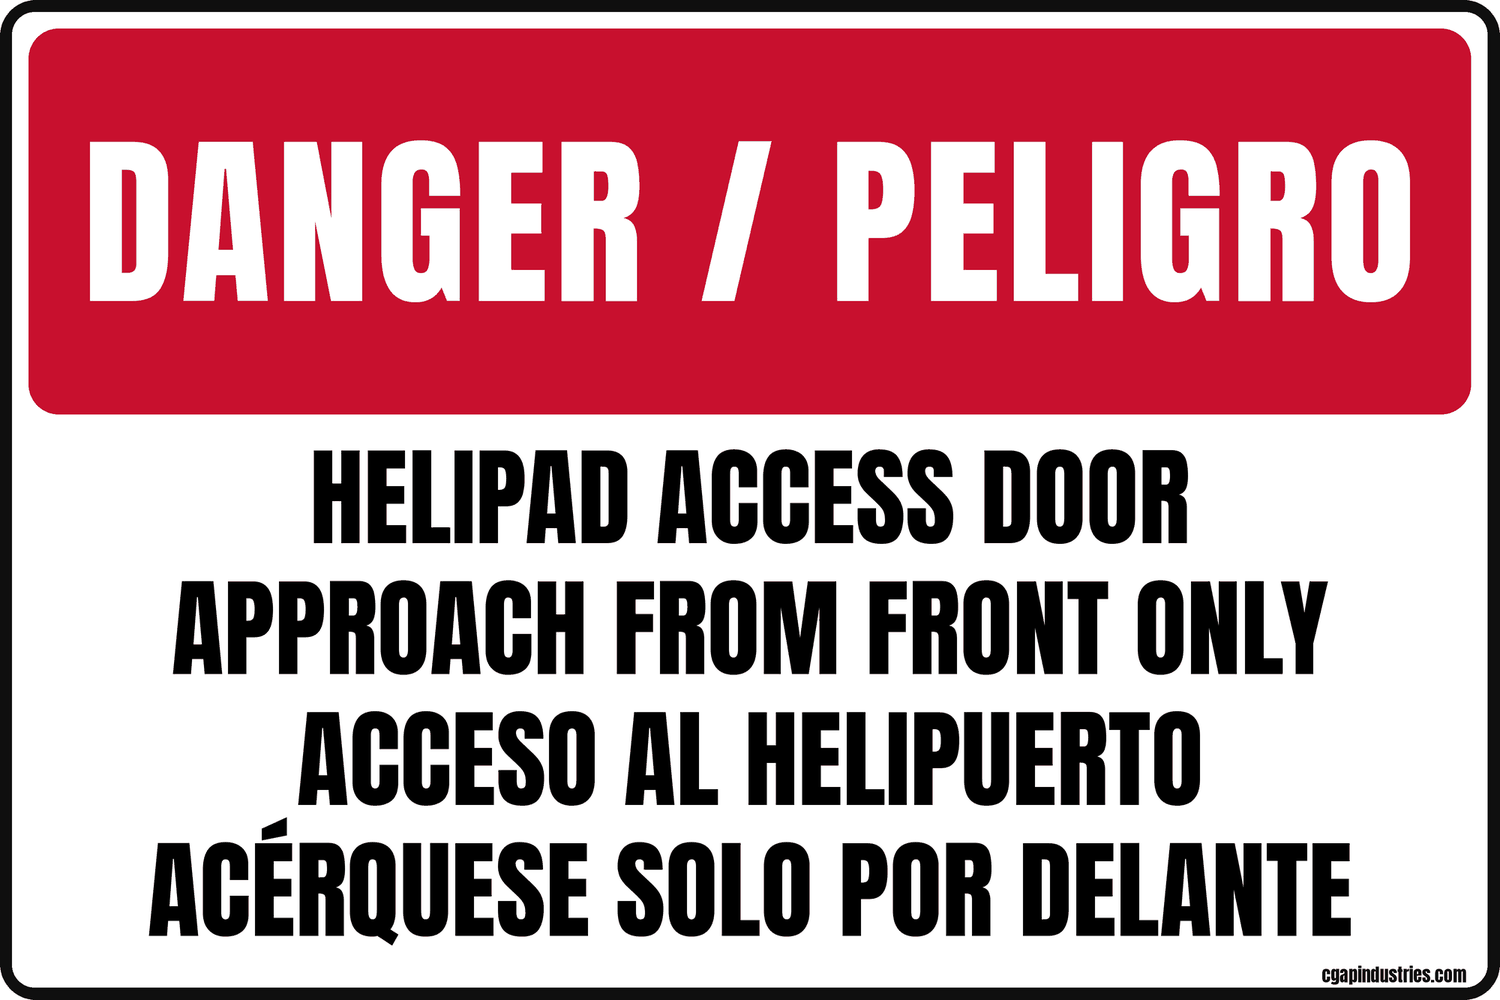 DANGER / PELIGRO
HELIPAD ACCESS DOOR
APPROACH FROM FRONT ONLY
ACCESO AL HELIPUERTO
ACÉRQUESE SOLO POR DELANTE
cgapindustries.com